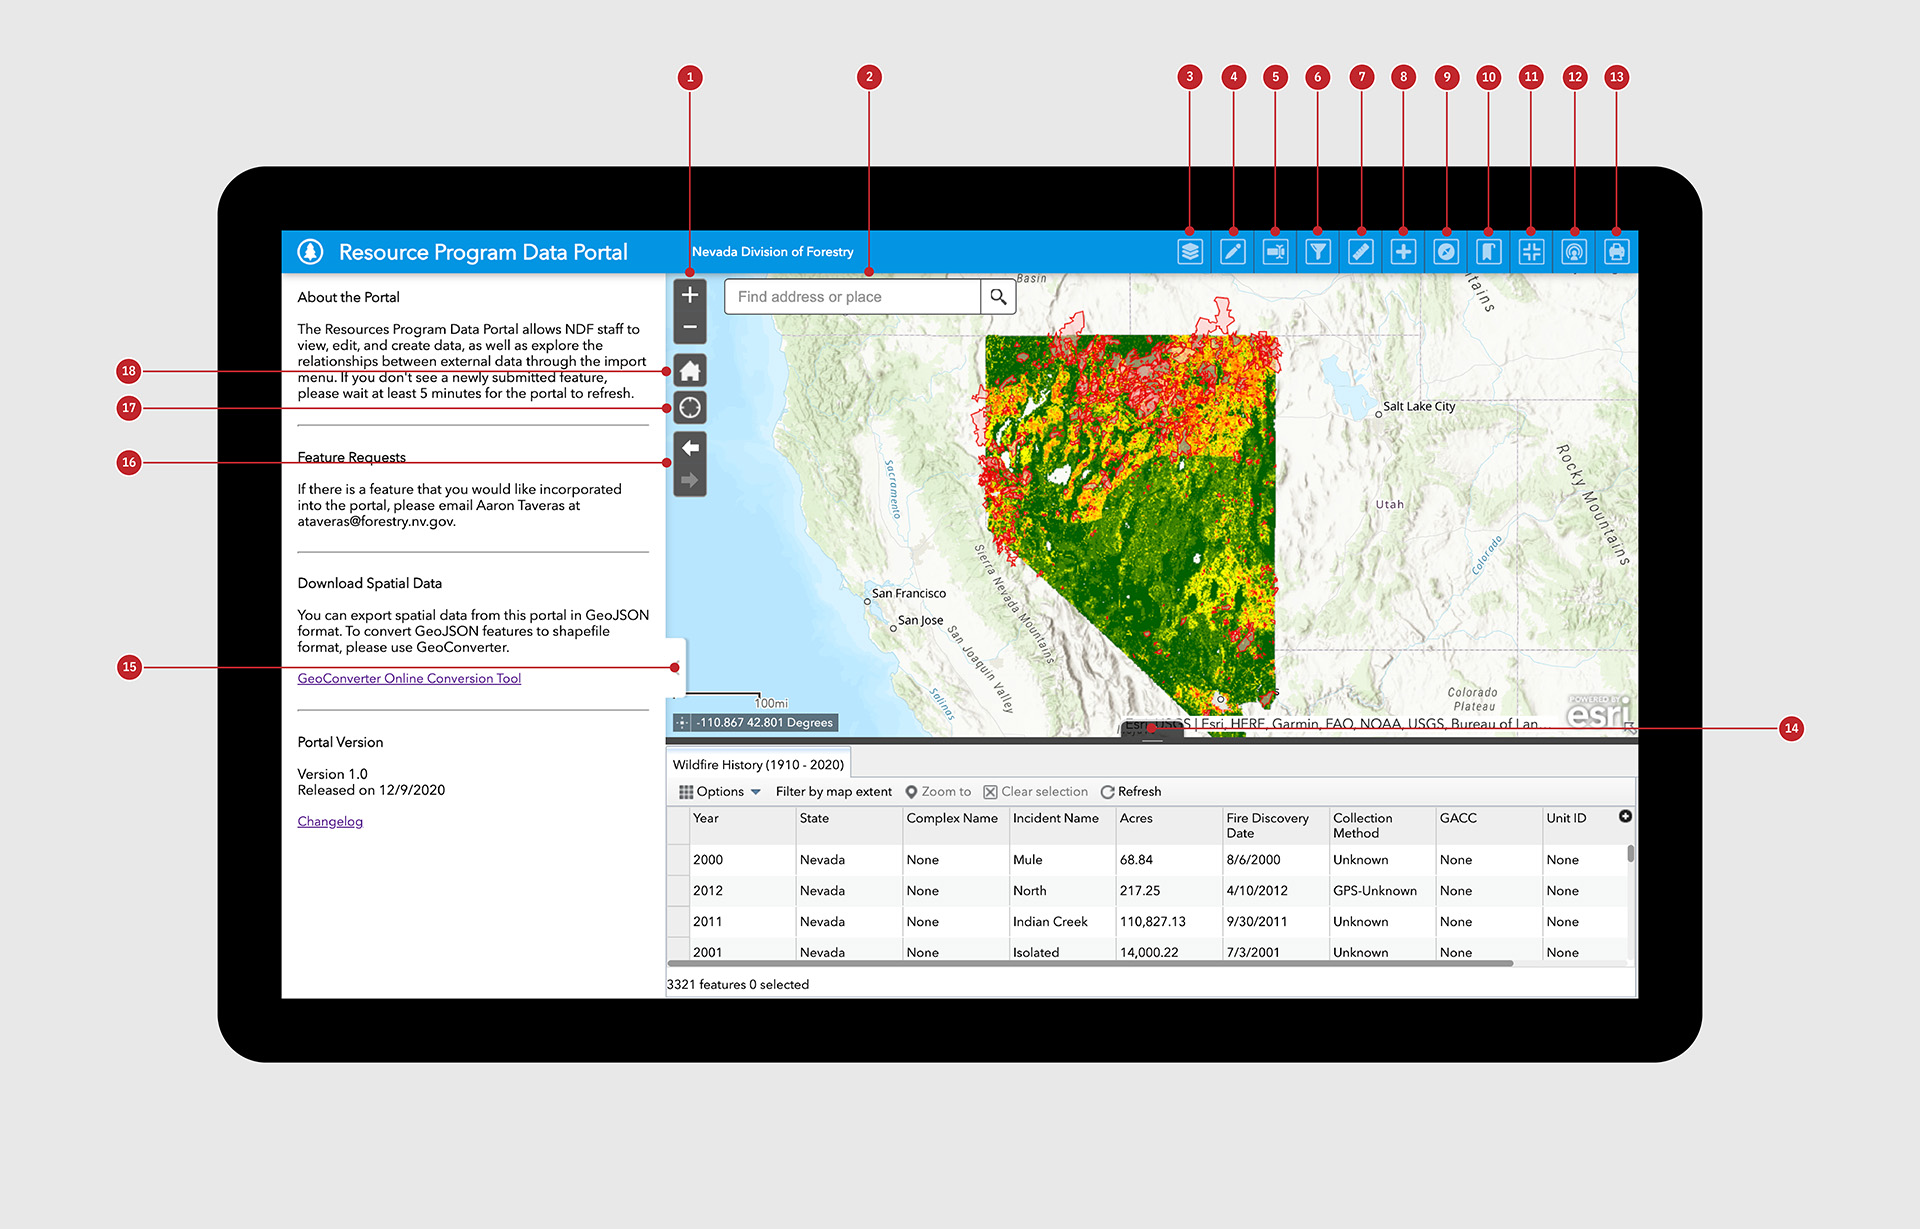 1
2
3
4
5
6
7
8
9
10
11
12
13
Resource Program Data Portal
Nevada Division of Forestry
About the Portal
The Resources Program Data Portal allows NDF staff to
view, edit, and create data, as well as explore the
relationships between external data through the import
menu. If you don't see a newly submitted feature,
please wait at least 5 minutes for the portal to refresh.
Feature Requests
If there is a feature that you would like incorporated
into the portal, please email Aaron Taveras at
ataveras@forestry.nv.gov.
Download Spatial Data
You can export spatial data from this portal in GeoJSON
format. To convert GeoJSON features to shapefile
format, please use GeoConverter.
GeoConverter Online Conversion Tool
Portal Version
Version 1.0
Released on 12/9/2020
Changelog
18
17
16
15
14
Find address or place
Basin
Salt Lake City
Rocky Mountains
Utah
Colorado
Sacramento
San Francisco
San Jose
Sierra Nevada Mountains
San Joaquin Valley
Salinas
Colorado
Plateau
100mi
-110.867 42.801 Degrees
Esri, USGS | Esri, HERE, Garmin, FAO, NOAA, USGS, Bureau of Lan...
POWERED BY
esri
Wildfire History (1910 - 2020)
Options Filter by map extent Zoom to Clear selection Refresh
Year State Complex Name Incident Name Acres Fire Discovery Date Collection Method GACC Unit ID
2000 Nevada None Mule 68.84 8/6/2000 Unknown None None
2012 Nevada None North 217.25 4/10/2012 GPS-Unknown None None
2011 Nevada None Indian Creek 110,827.13 9/30/2011 Unknown None None
2001 Nevada None Isolated 14,000.22 7/3/2001 Unknown None None
3321 features 0 selected